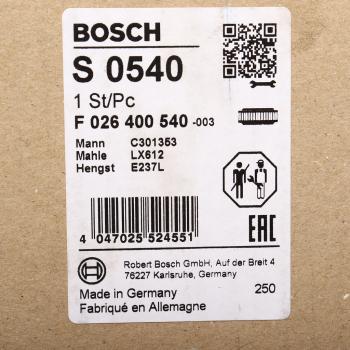 BOSCH
S 0540
1 St/Pc
F 026 400 540 -003
Mann C301353
Mahle LX612
Hengst E237L
4 047025 524551
EAC
Robert Bosch GmbH, Auf der Breit 4
76227 Karlsruhe, Germany
Made in Germany 250
Fabriqué en Allemagne